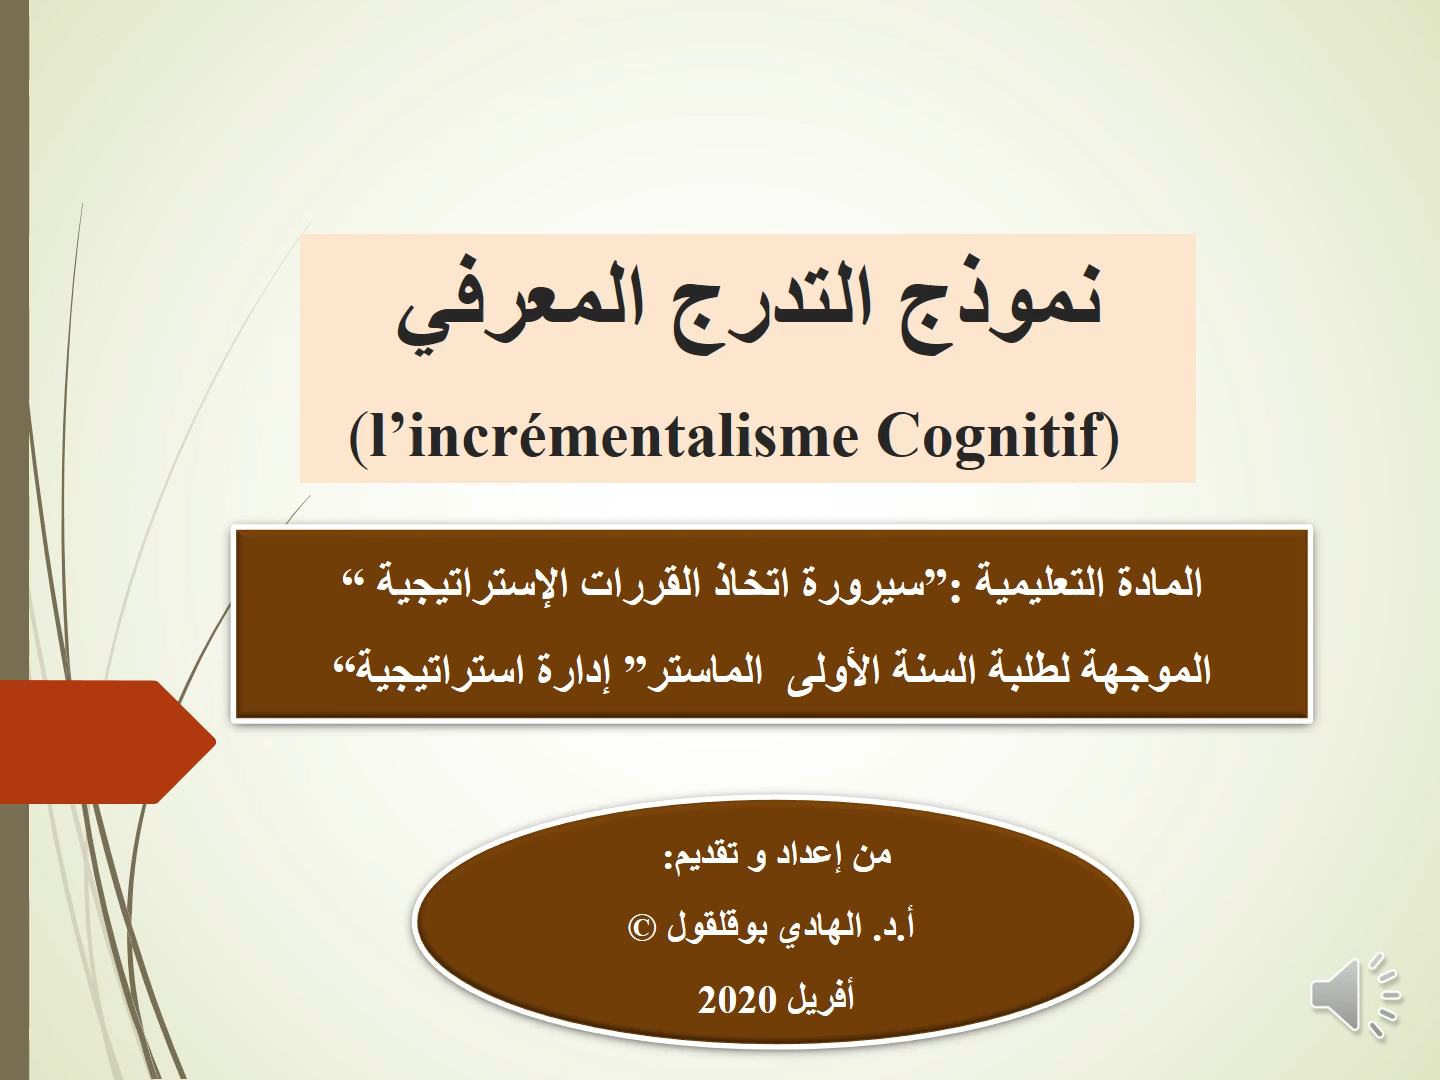 نموذج التدرج المعرفي
(l’incrémentalisme Cognitif)
المادة التعليمية :”سيرورة اتخاذ القررات الإستراتيجية “
الموجهة لطلبة السنة الأولى الماستر” إدارة استراتيجية“
من إعداد و تقديم:
أ.د. الهادي بوقلقول ©
أفريل 2020